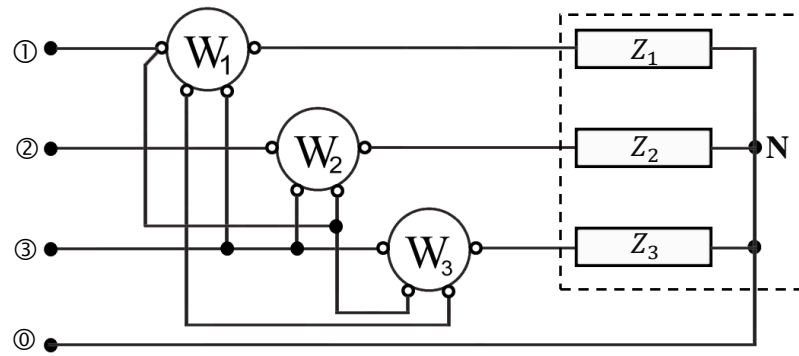 ① W₁ Z₁
② W₂ Z₂ N
③ W₃ Z₃
⓪